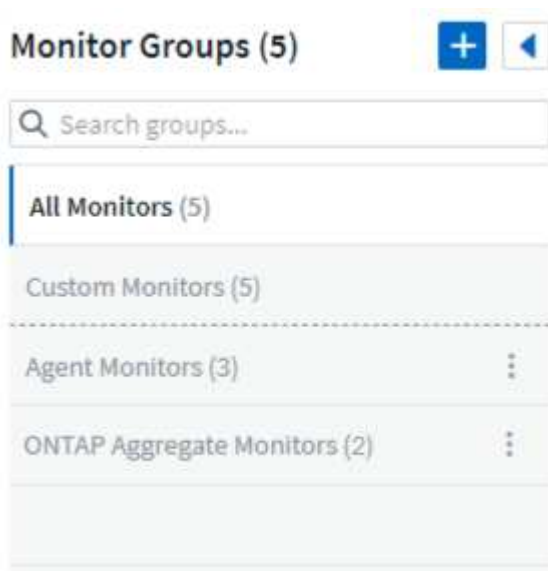 Monitor Groups (5)
Search groups...
All Monitors (5)
Custom Monitors (5)
Agent Monitors (3)
ONTAP Aggregate Monitors (2)